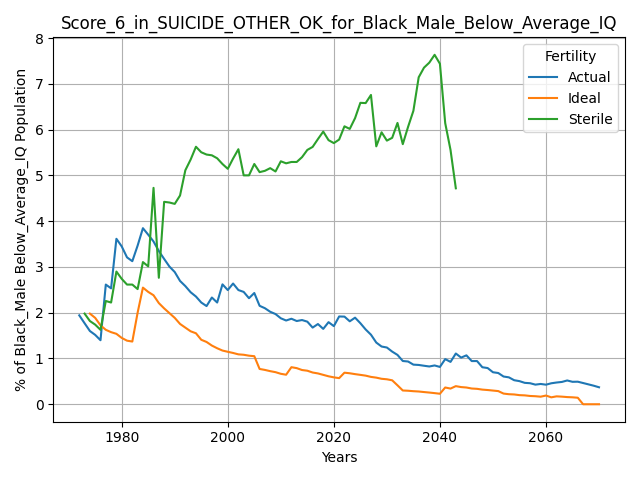 Score_6_in_SUICIDE_OTHER_OK_for_Black_Male_Below_Average_IQ
% of Black_Male Below_Average_IQ Population
8
7
6
5
4
3
2
1
0
Fertility
Actual
Ideal
Sterile
1980
2000
2020
2040
2060
Years